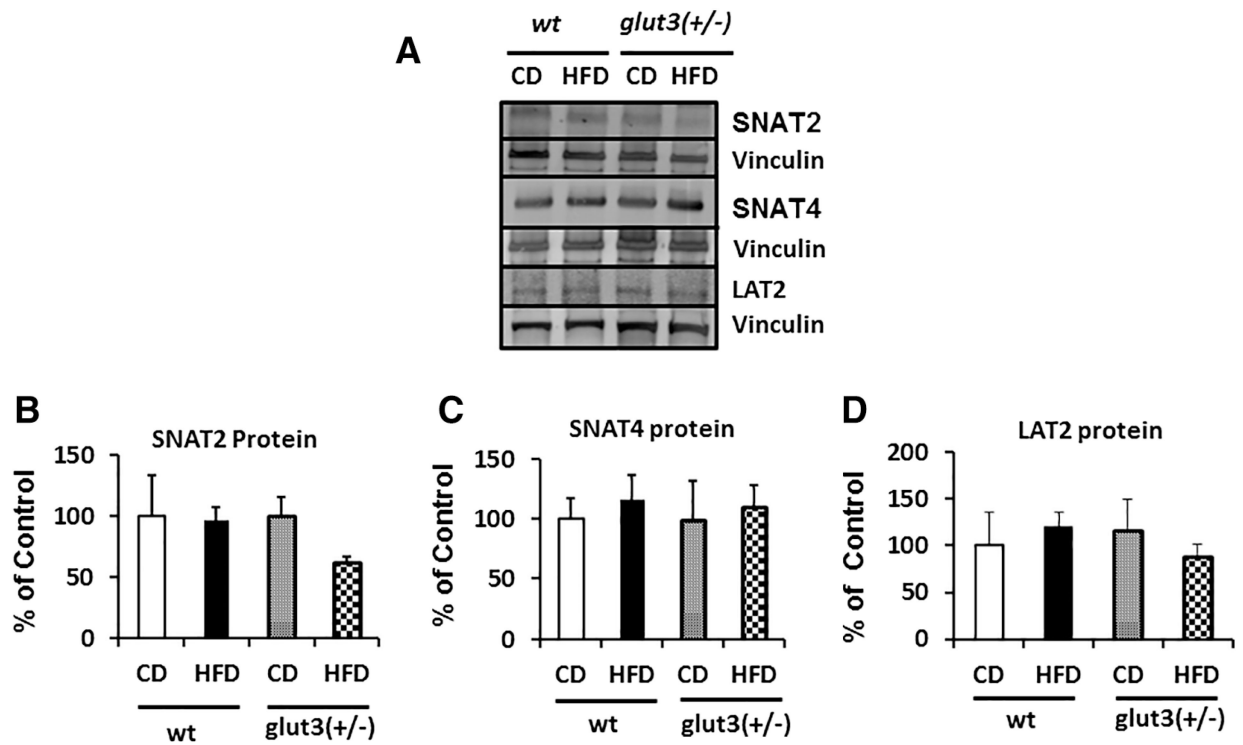 A
wt glut3(+/-)
CD HFD CD HFD
SNAT2
Vinculin
SNAT4
Vinculin
LAT2
Vinculin
B
SNAT2 Protein
% of Control
150
100
50
0
CD HFD CD HFD
wt glut3(+/-)
C
SNAT4 protein
% of Control
150
100
50
0
CD HFD CD HFD
wt glut3(+/-)
D
LAT2 protein
% of Control
200
150
100
50
0
CD HFD CD HFD
wt glut3(+/-)